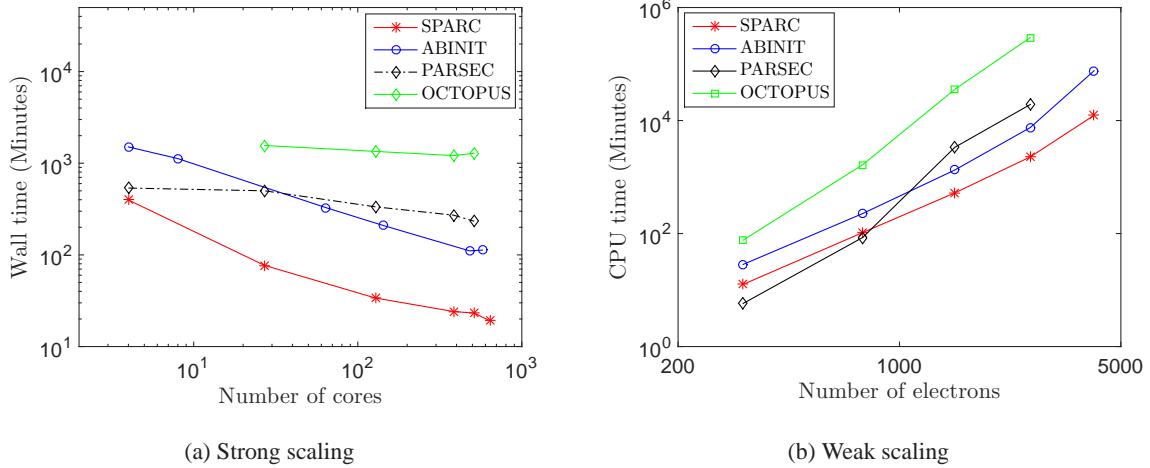 SPARC
ABINIT
PARSEC
OCTOPUS
Wall time (Minutes)
10^4
10^3
10^2
10^1
10^1 10^2 10^3
Number of cores
(a) Strong scaling
SPARC
ABINIT
PARSEC
OCTOPUS
CPU time (Minutes)
10^6
10^4
10^2
10^0
200 1000 5000
Number of electrons
(b) Weak scaling